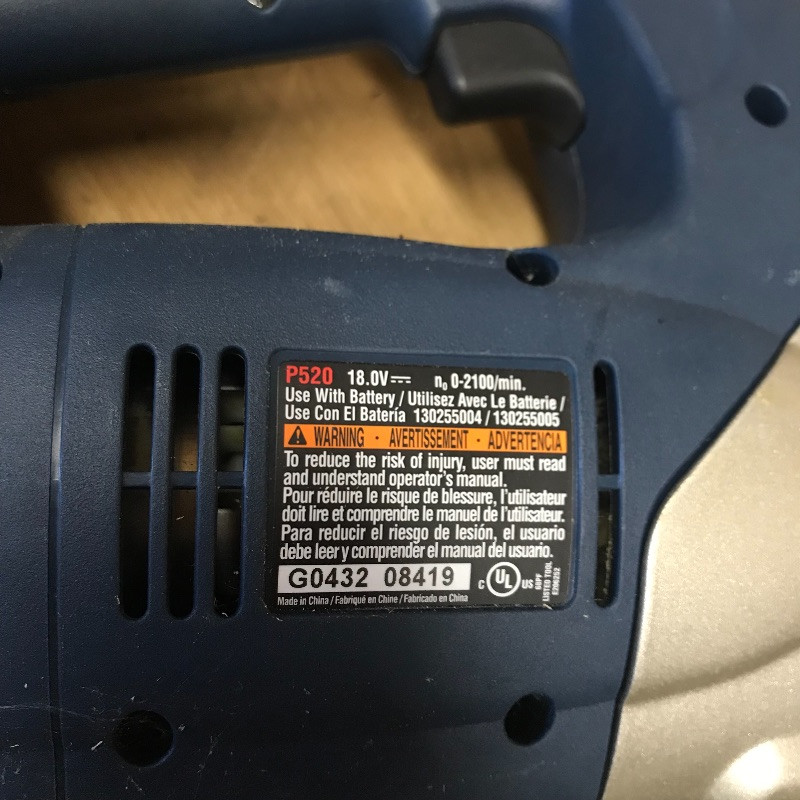 P520 18.0V⎓ n₀ 0-2100/min.
Use With Battery / Utilisez Avec Le Batterie /
Use Con El Batería 130255004 / 130255005
⚠ WARNING · AVERTISSEMENT · ADVERTENCIA
To reduce the risk of injury, user must read
and understand operator's manual.
Pour réduire le risque de blessure, l'utilisateur
doit lire et comprendre le manuel de l'utilisateur.
Para reducir el riesgo de lesión, el usuario
debe leer y comprender el manual del usuario.
G0432 08419
C UL US
LISTED TOOL
Made in China / Fabriqué en Chine / Fabricado en China